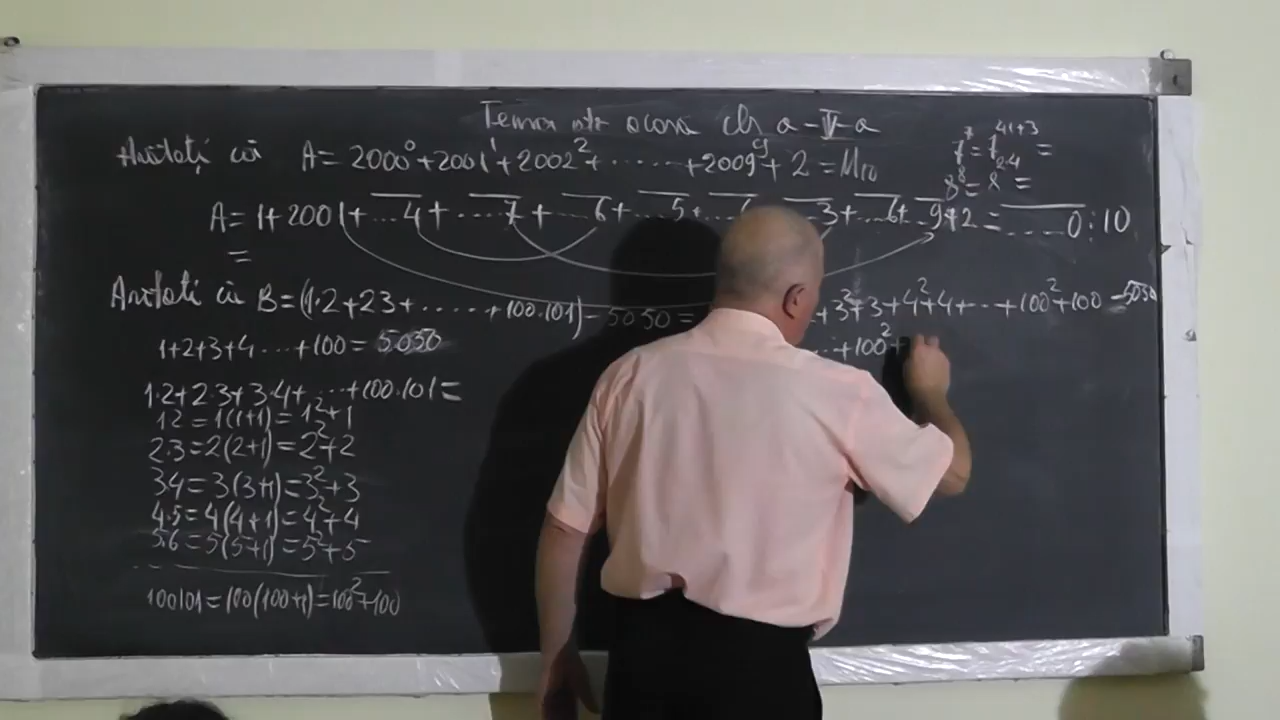 Tema a-V-a
Arătați că A= 2000⁰+2001¹+2002²+.......+2009⁹+2 = M₁₀
7⁷=7⁴¹⁺³=
8⁸=8²·⁴=
A= 1+2001+...4+....7+....6+...5+... ...3+...6+...9+2=.....0:10
=
Arătați că B=(1·2+2 3+.......+100.101)-5050= +3²+3+4²+4+...+100²+100 -5050
1+2+3+4...+100= 5050 ...+100²+
1·2+2·3+3·4+...+100.101=
1 2=1(1+1)=1²+1
2.3=2(2+1)=2²+2
3 4=3(3+1)=3²+3
4.5=4(4+1)=4²+4
5.6=5(5+1)=5²+5
100 101=100(100+1)=100²+100